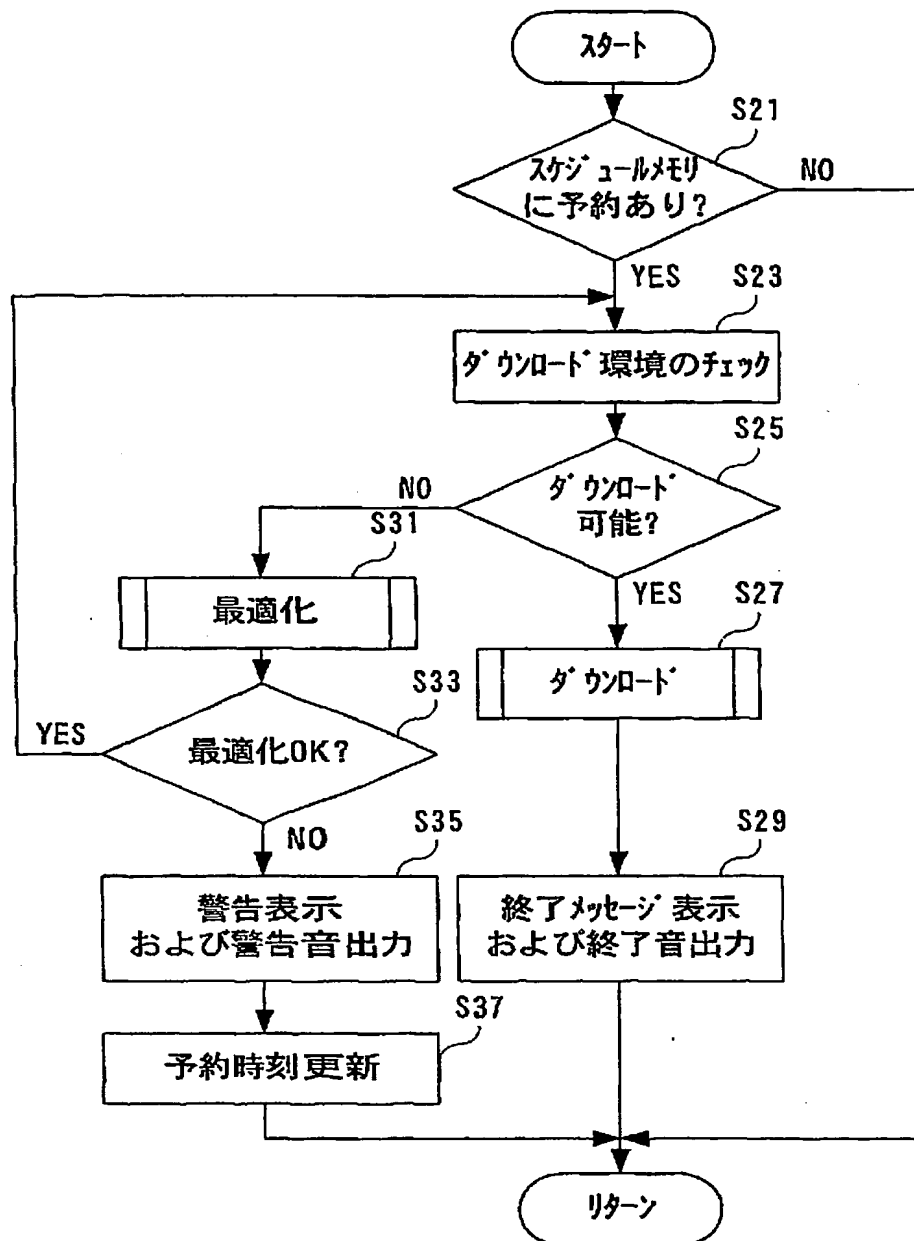 スタート
S21
スケジュールメモリ
に予約あり?
NO
YES
S23
ダウンロード環境のチェック
S25
ダウンロード
可能?
NO
S31
最適化
YES
S27
ダウンロード
S33
最適化OK?
YES
NO
S35
警告表示
および警告音出力
S29
終了メッセージ表示
および終了音出力
S37
予約時刻更新
リターン